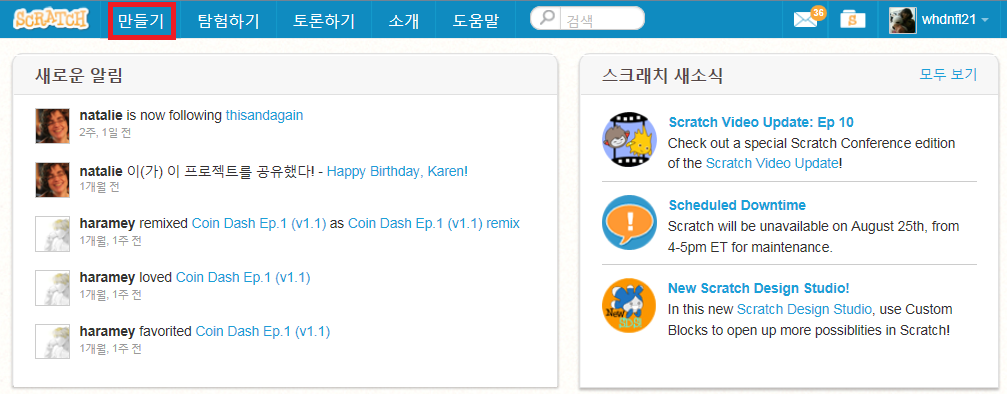 SCRATCH 만들기 탐험하기 토론하기 소개 도움말 검색 36 S whdnfl21
새로운 알림
natalie is now following thisandagain
2주, 1일 전
natalie 이(가) 이 프로젝트를 공유했다! - Happy Birthday, Karen!
1개월 전
haramey remixed Coin Dash Ep.1 (v1.1) as Coin Dash Ep.1 (v1.1) remix
1개월, 1주 전
haramey loved Coin Dash Ep.1 (v1.1)
1개월, 1주 전
haramey favorited Coin Dash Ep.1 (v1.1)
1개월, 1주 전
스크래치 새소식 모두 보기
Scratch Video Update: Ep 10
Check out a special Scratch Conference edition
of the Scratch Video Update!
Scheduled Downtime
Scratch will be unavailable on August 25th, from
4-5pm ET for maintenance.
New Scratch Design Studio!
In this new Scratch Design Studio, use Custom
Blocks to open up more possiblities in Scratch!
New
SDS